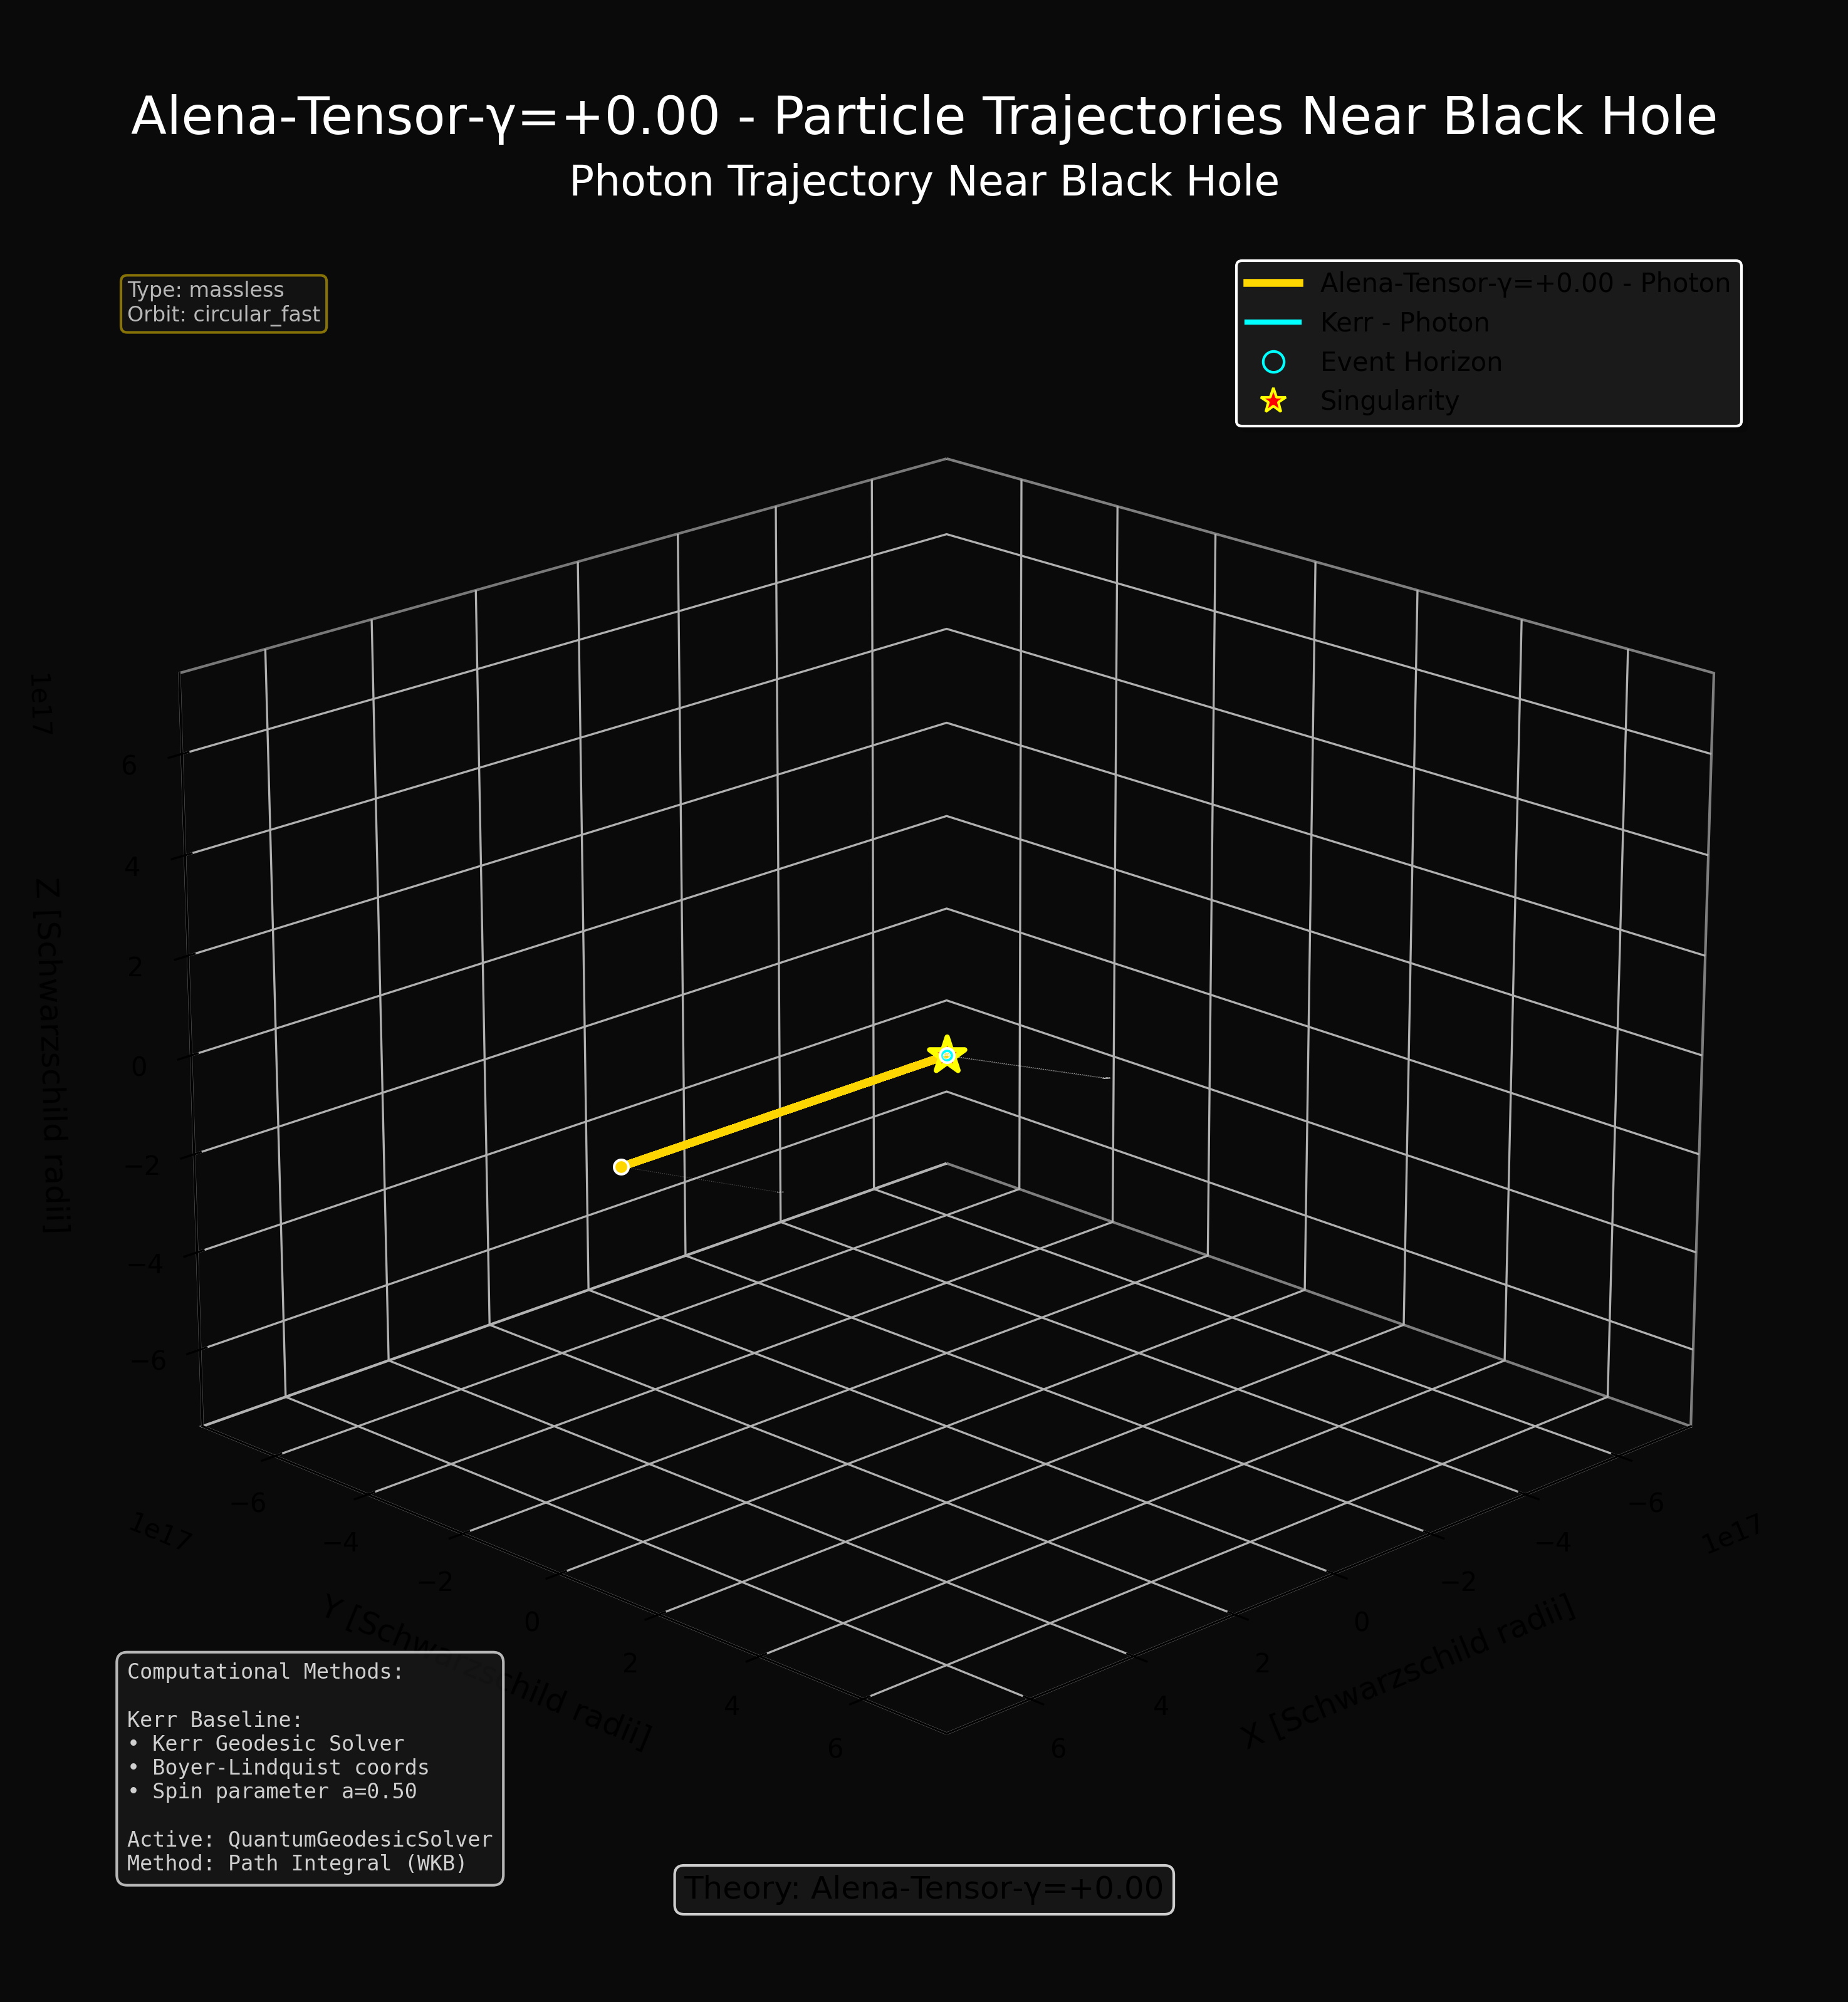 Alena-Tensor-γ=+0.00 - Particle Trajectories Near Black Hole
Photon Trajectory Near Black Hole
Type: massless
Orbit: circular_fast
Alena-Tensor-γ=+0.00 - Photon
Kerr - Photon
Event Horizon
Singularity
1e17
6
4
2
0
−2
−4
−6
Z [Schwarzschild radii]
1e17
−6
−4
−2
0
2
4
6
Y [Schwarzschild radii]
1e17
−6
−4
−2
0
2
4
6
X [Schwarzschild radii]
Computational Methods:
Kerr Baseline:
• Kerr Geodesic Solver
• Boyer-Lindquist coords
• Spin parameter a=0.50
Active: QuantumGeodesicSolver
Method: Path Integral (WKB)
Theory: Alena-Tensor-γ=+0.00